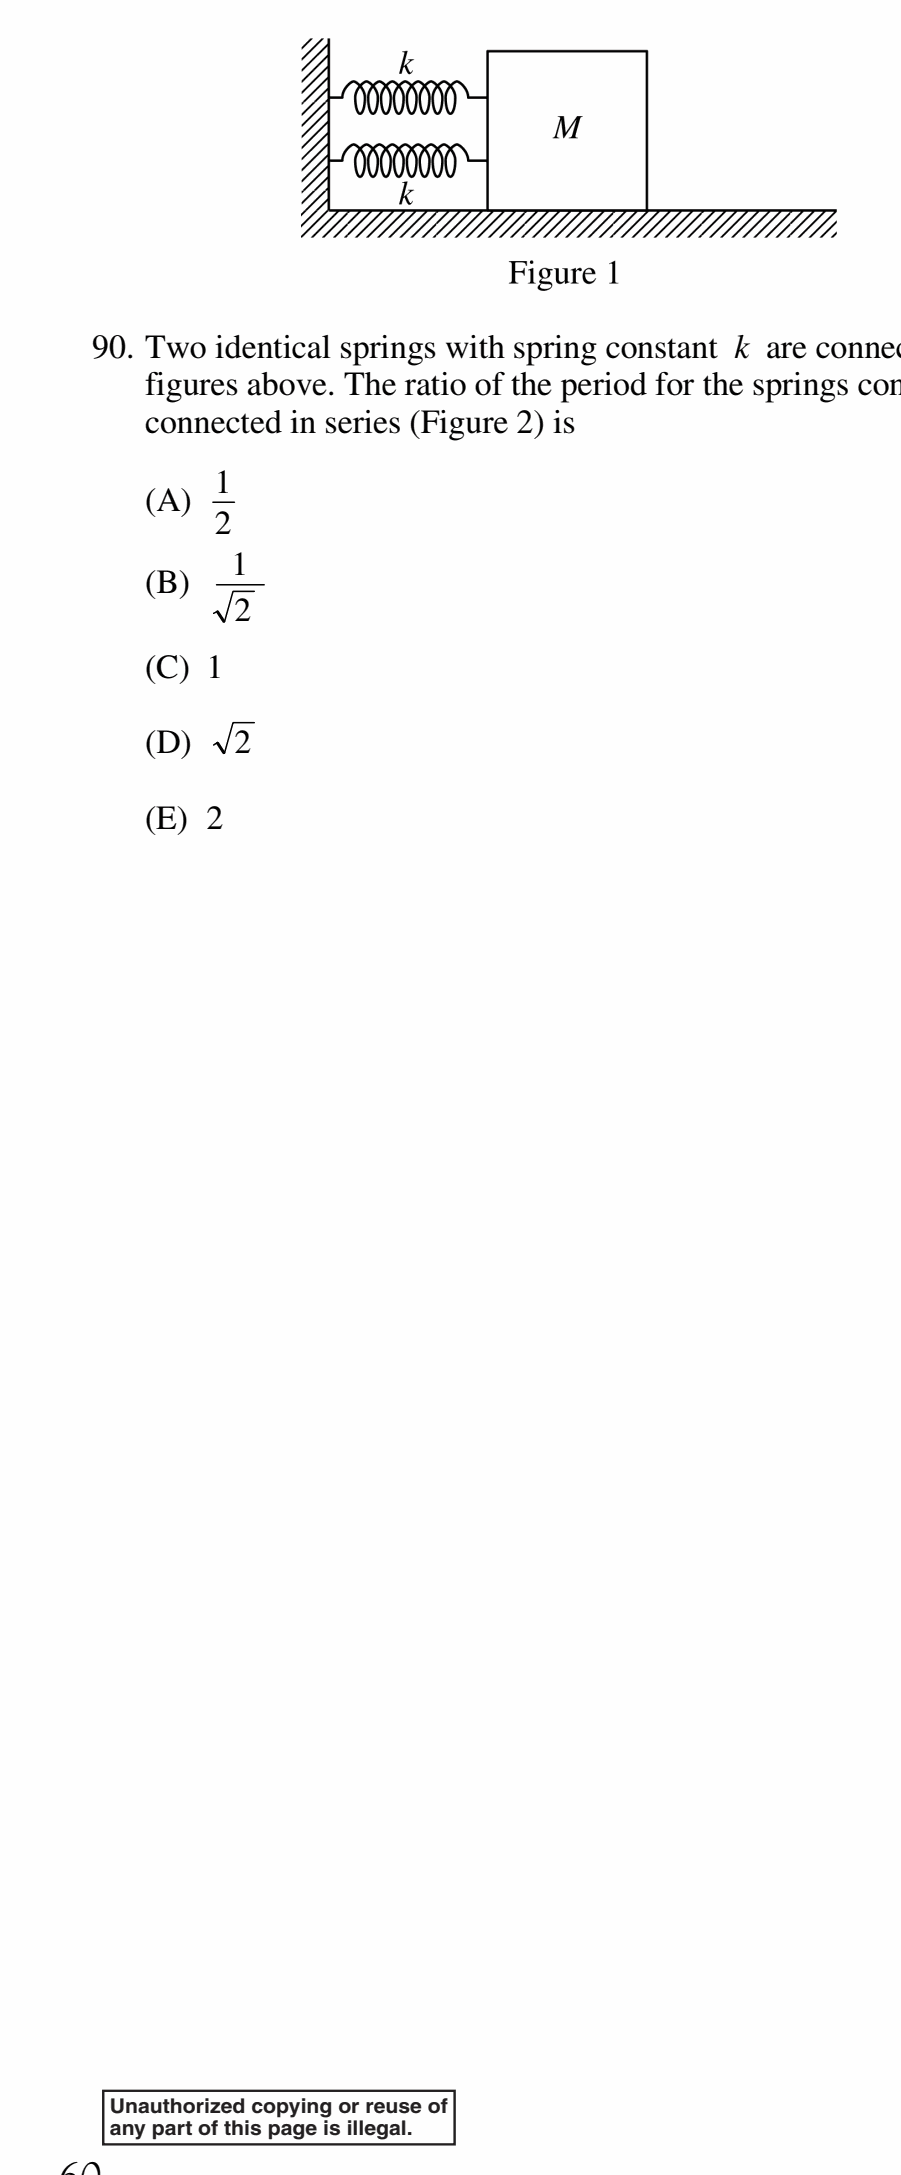 k
M
k
Figure 1
90. Two identical springs with spring constant k are connec
figures above. The ratio of the period for the springs con
connected in series (Figure 2) is
(A) 1/2
(B) 1/√2
(C) 1
(D) √2
(E) 2
Unauthorized copying or reuse of
any part of this page is illegal.
60